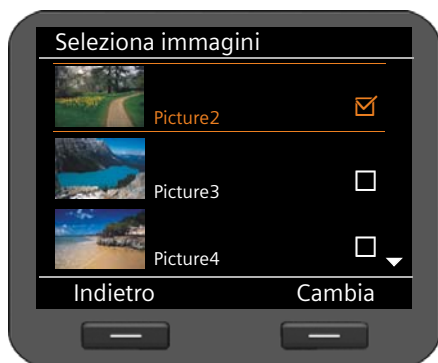 Seleziona immagini
Picture2
Picture3
Picture4
Indietro Cambia